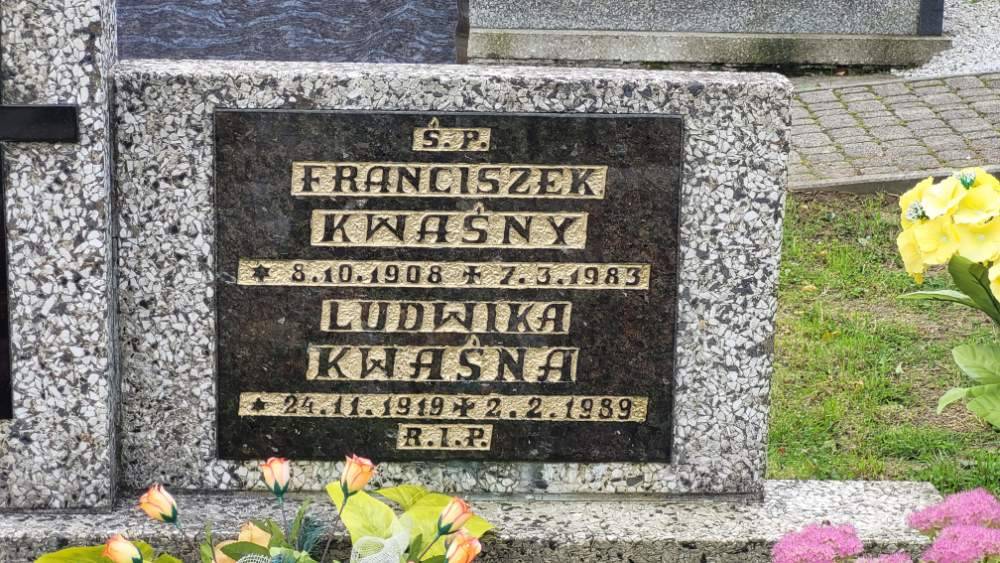 Ś. P.
FRANCISZEK
KWAŚNY
* 8.10.1908 ✝ 7.3.1983
LUDWIKA
KWAŚNA
* 24.11.1919 ✝ 2.2.1989
R.I.P.